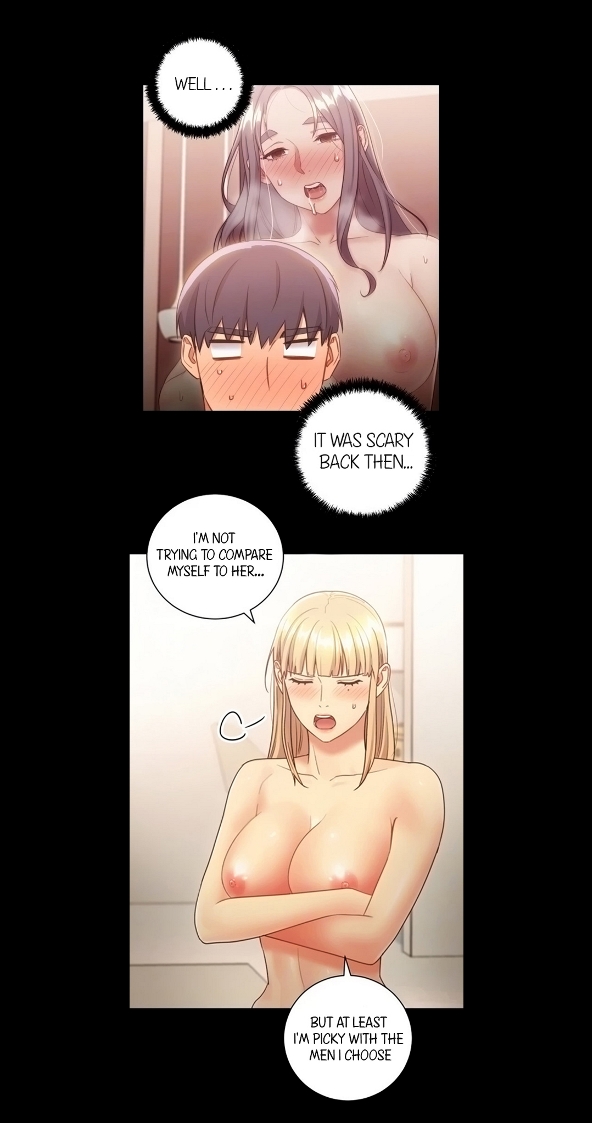 WELL . . .
IT WAS SCARY
BACK THEN...
I'M NOT
TRYING TO COMPARE
MYSELF TO HER...
BUT AT LEAST
I'M PICKY WITH THE
MEN I CHOOSE